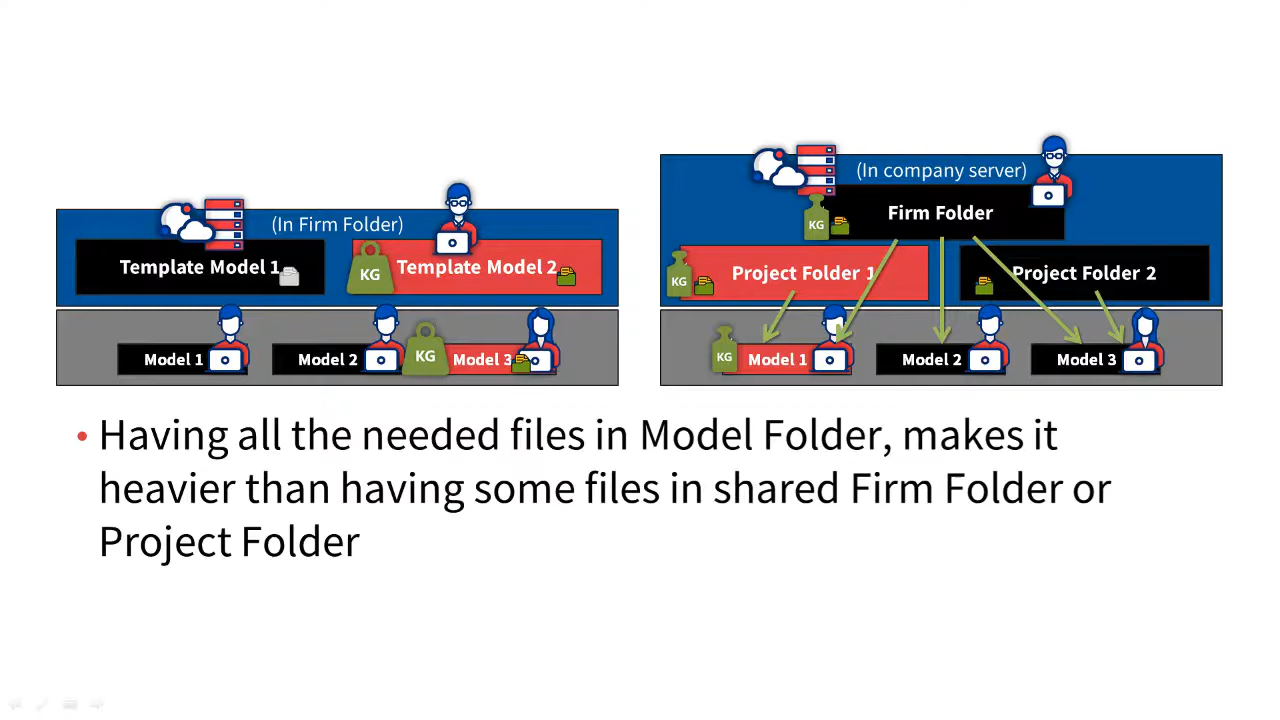 (In Firm Folder)
Template Model 1
KG
Template Model 2
Model 1
Model 2
KG
Model 3
(In company server)
KG
Firm Folder
KG
Project Folder 1
Project Folder 2
KG
Model 1
Model 2
Model 3
• Having all the needed files in Model Folder, makes it
heavier than having some files in shared Firm Folder or
Project Folder